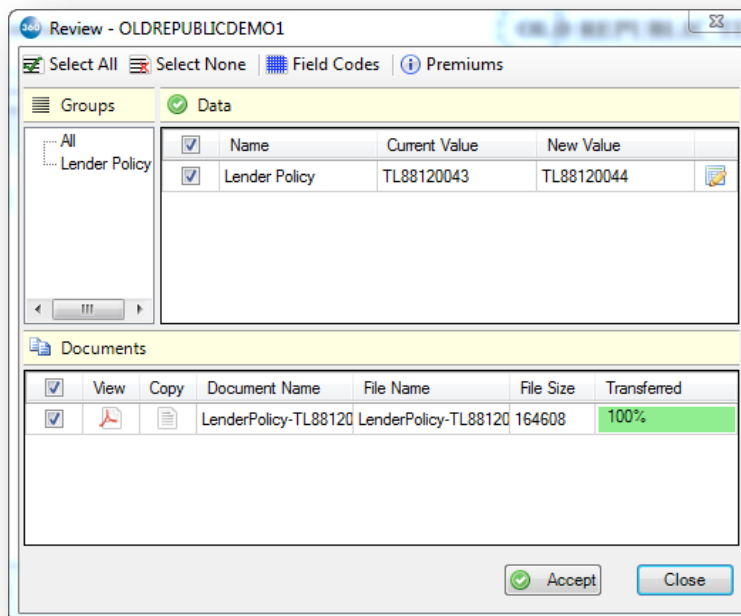 360 Review - OLDREPUBLICDEMO1
Select All Select None Field Codes Premiums
Groups Data
All
Lender Policy
Name Current Value New Value
Lender Policy TL88120043 TL88120044
Documents
View Copy Document Name File Name File Size Transferred
LenderPolicy-TL88120 LenderPolicy-TL88120 164608 100%
Accept Close